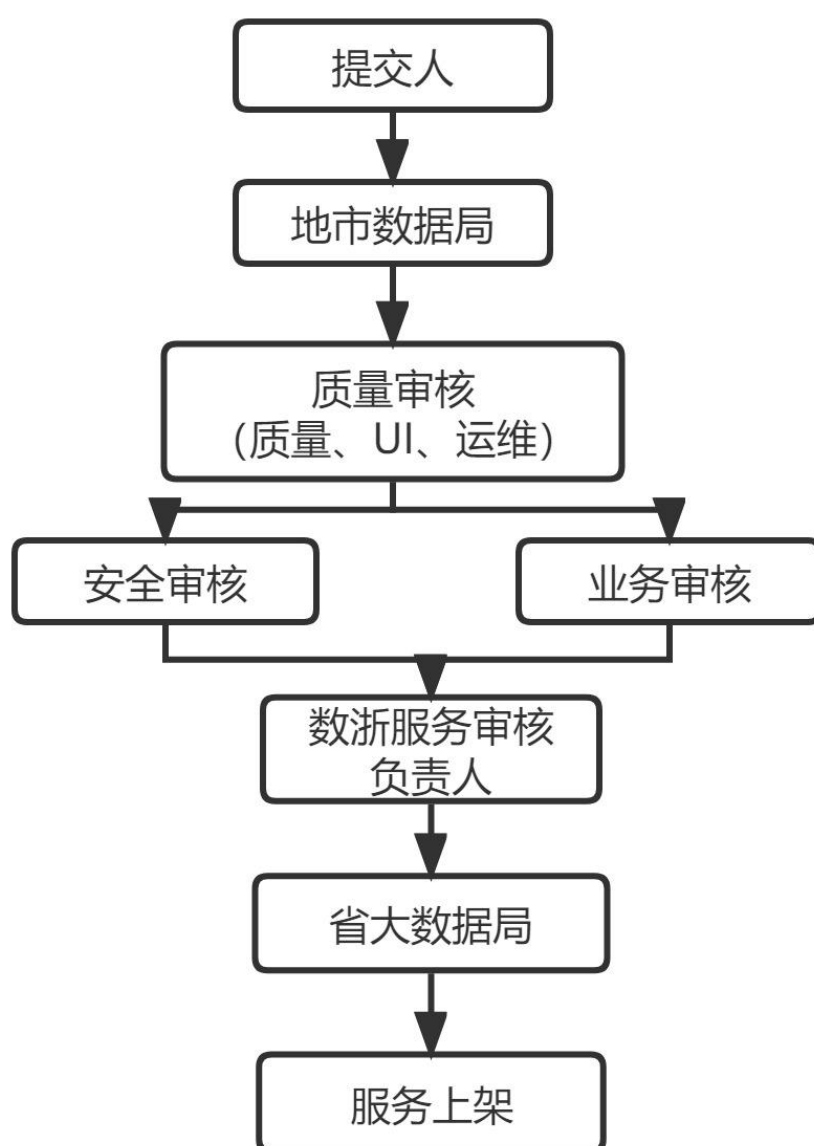 提交人
地市数据局
质量审核
（质量、UI、运维）
安全审核
业务审核
数浙服务审核
负责人
省大数据局
服务上架